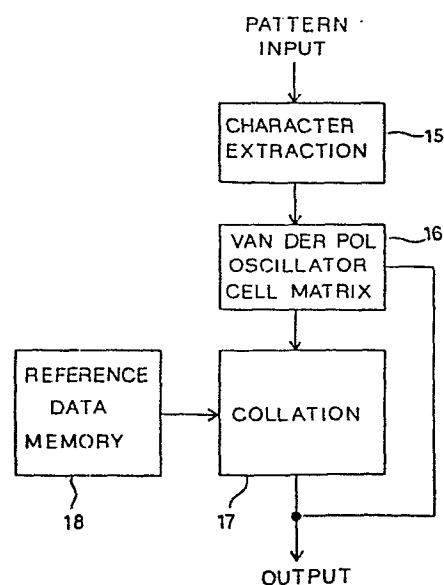 PATTERN
INPUT
CHARACTER
EXTRACTION
15
16
VAN DER POL
OSCILLATOR
CELL MATRIX
REFERENCE
DATA
MEMORY
COLLATION
18
17
OUTPUT